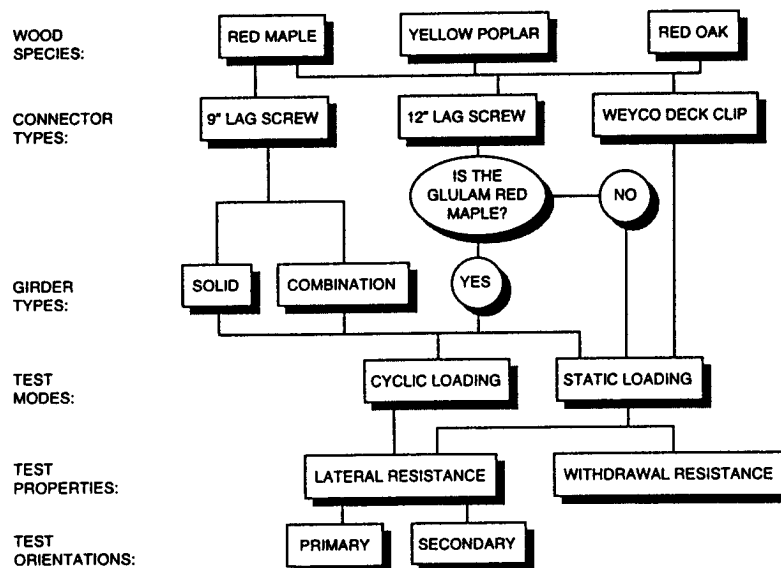 WOOD
SPECIES:
RED MAPLE
YELLOW POPLAR
RED OAK
CONNECTOR
TYPES:
9" LAG SCREW
12" LAG SCREW
WEYCO DECK CLIP
IS THE
GLULAM RED
MAPLE?
NO
GIRDER
TYPES:
SOLID
COMBINATION
YES
TEST
MODES:
CYCLIC LOADING
STATIC LOADING
TEST
PROPERTIES:
LATERAL RESISTANCE
WITHDRAWAL RESISTANCE
TEST
ORIENTATIONS:
PRIMARY
SECONDARY